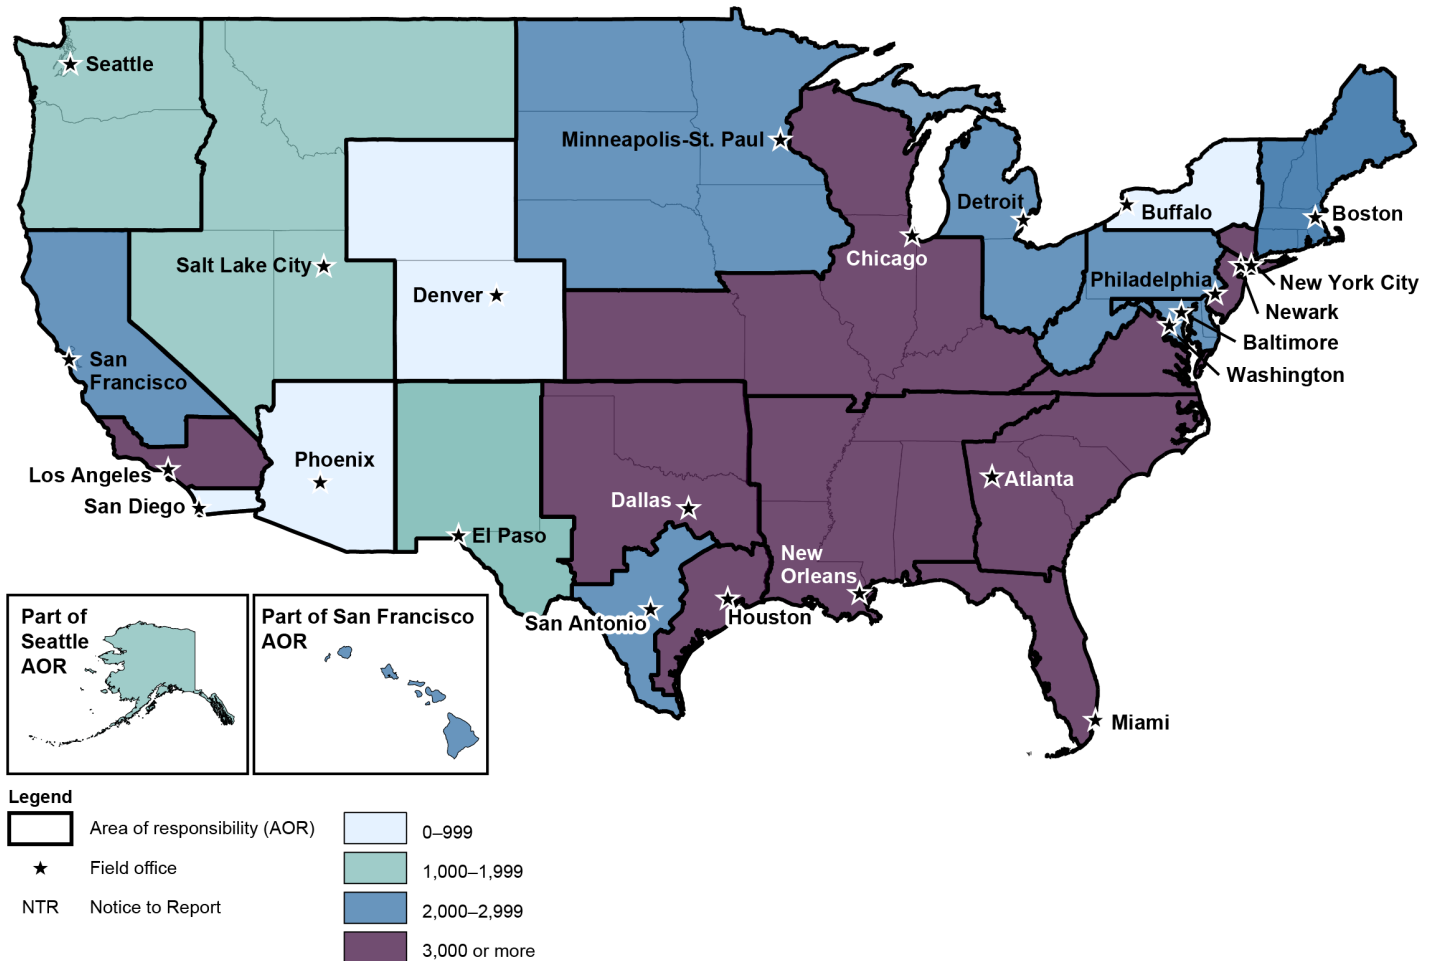 Seattle
Minneapolis-St. Paul
Detroit
Buffalo
Boston
Salt Lake City
Chicago
Denver
Philadelphia
New York City
Newark
Baltimore
Washington
San
Francisco
Phoenix
Los Angeles
San Diego
Dallas
Atlanta
El Paso
New
Orleans
San Antonio
Houston
Miami
Part of
Seattle
AOR
Part of San Francisco
AOR
Legend
Area of responsibility (AOR)
Field office
NTR Notice to Report
0–999
1,000–1,999
2,000–2,999
3,000 or more